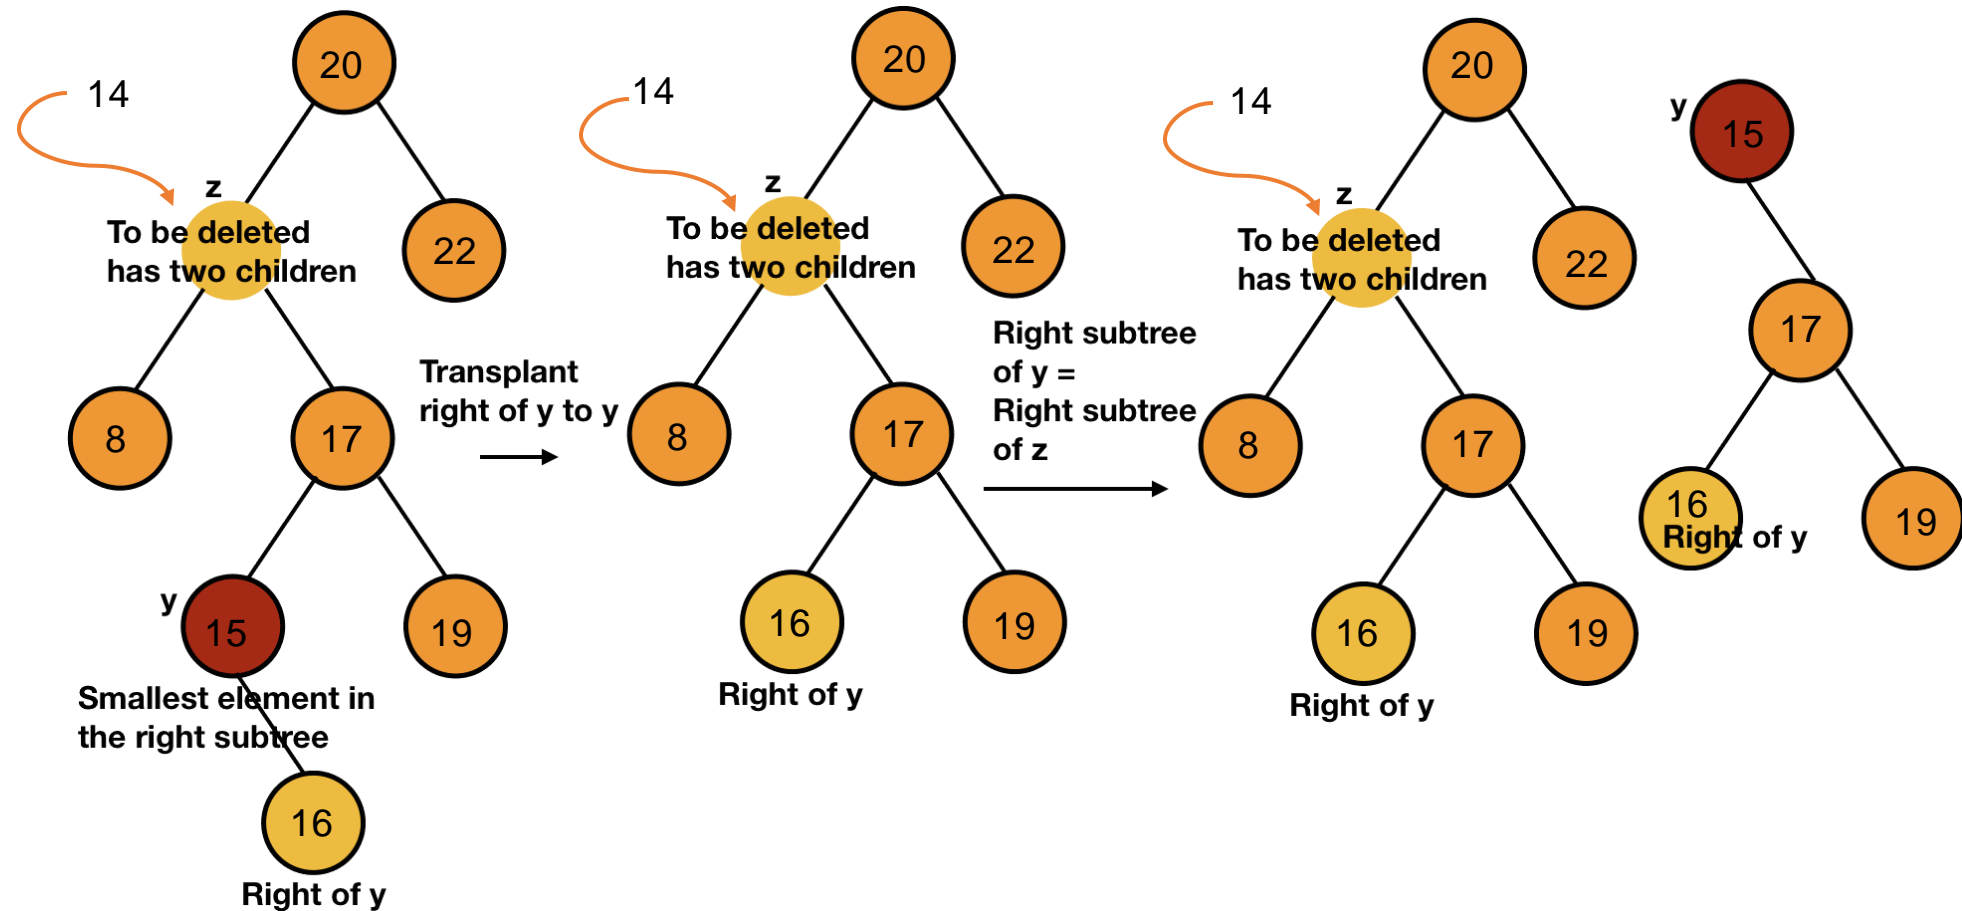 20
14
z
To be deleted
has two children
22
8
17
y
15
19
Smallest element in
the right subtree
16
Right of y
Transplant
right of y to y
20
14
z
To be deleted
has two children
22
8
17
16
19
Right of y
Right subtree
of y =
Right subtree
of z
20
14
z
To be deleted
has two children
22
8
17
16
19
Right of y
y
15
17
16
Right of y
19